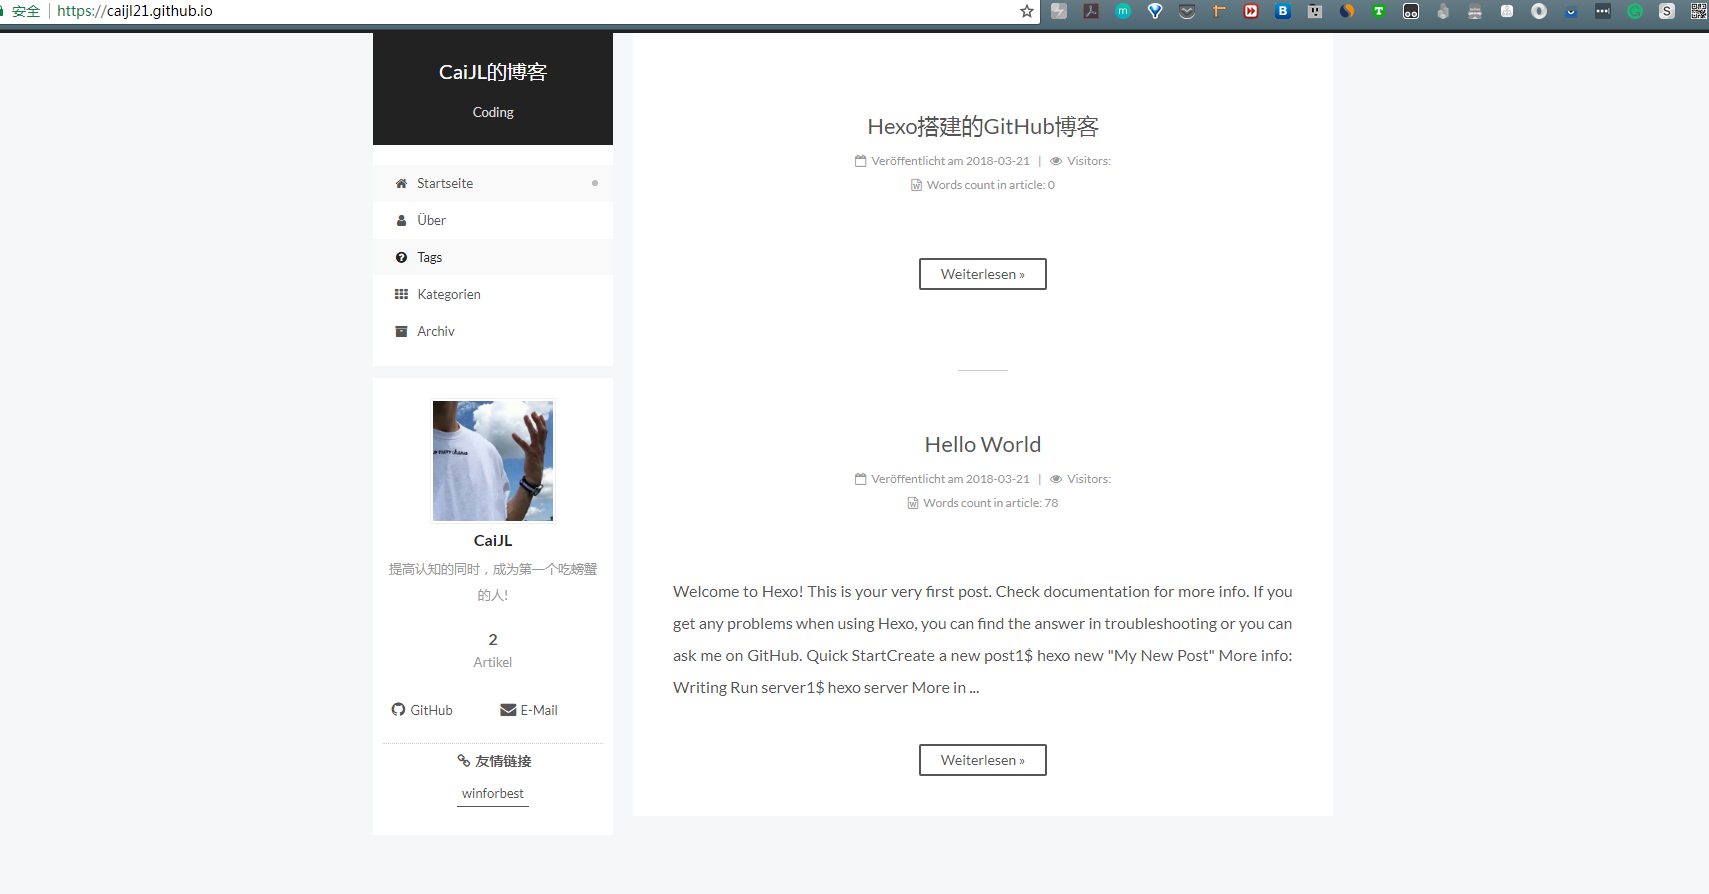 安全 https://caijl21.github.io
CaiJL的博客
Coding
Startseite
Über
Tags
Kategorien
Archiv
CaiJL
提高认知的同时，成为第一个吃螃蟹
的人!
2
Artikel
GitHub E-Mail
友情链接
winforbest
Hexo搭建的GitHub博客
Veröffentlicht am 2018-03-21 | Visitors:
Words count in article: 0
Weiterlesen »
Hello World
Veröffentlicht am 2018-03-21 | Visitors:
Words count in article: 78
Welcome to Hexo! This is your very first post. Check documentation for more info. If you
get any problems when using Hexo, you can find the answer in troubleshooting or you can
ask me on GitHub. Quick StartCreate a new post1$ hexo new "My New Post" More info:
Writing Run server1$ hexo server More in ...
Weiterlesen »